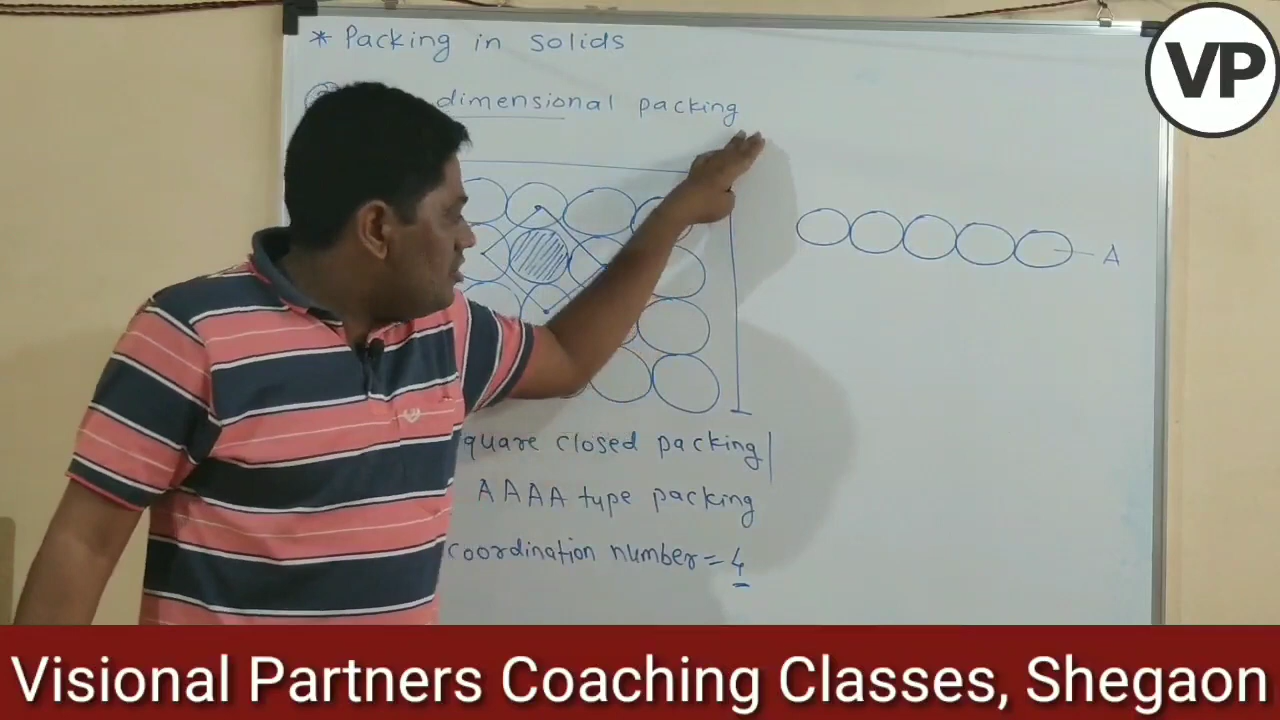 * Packing in solids
VP
dimensional packing
A
quare closed packing
AAAA type packing
coordination number = 4
Visional Partners Coaching Classes, Shegaon